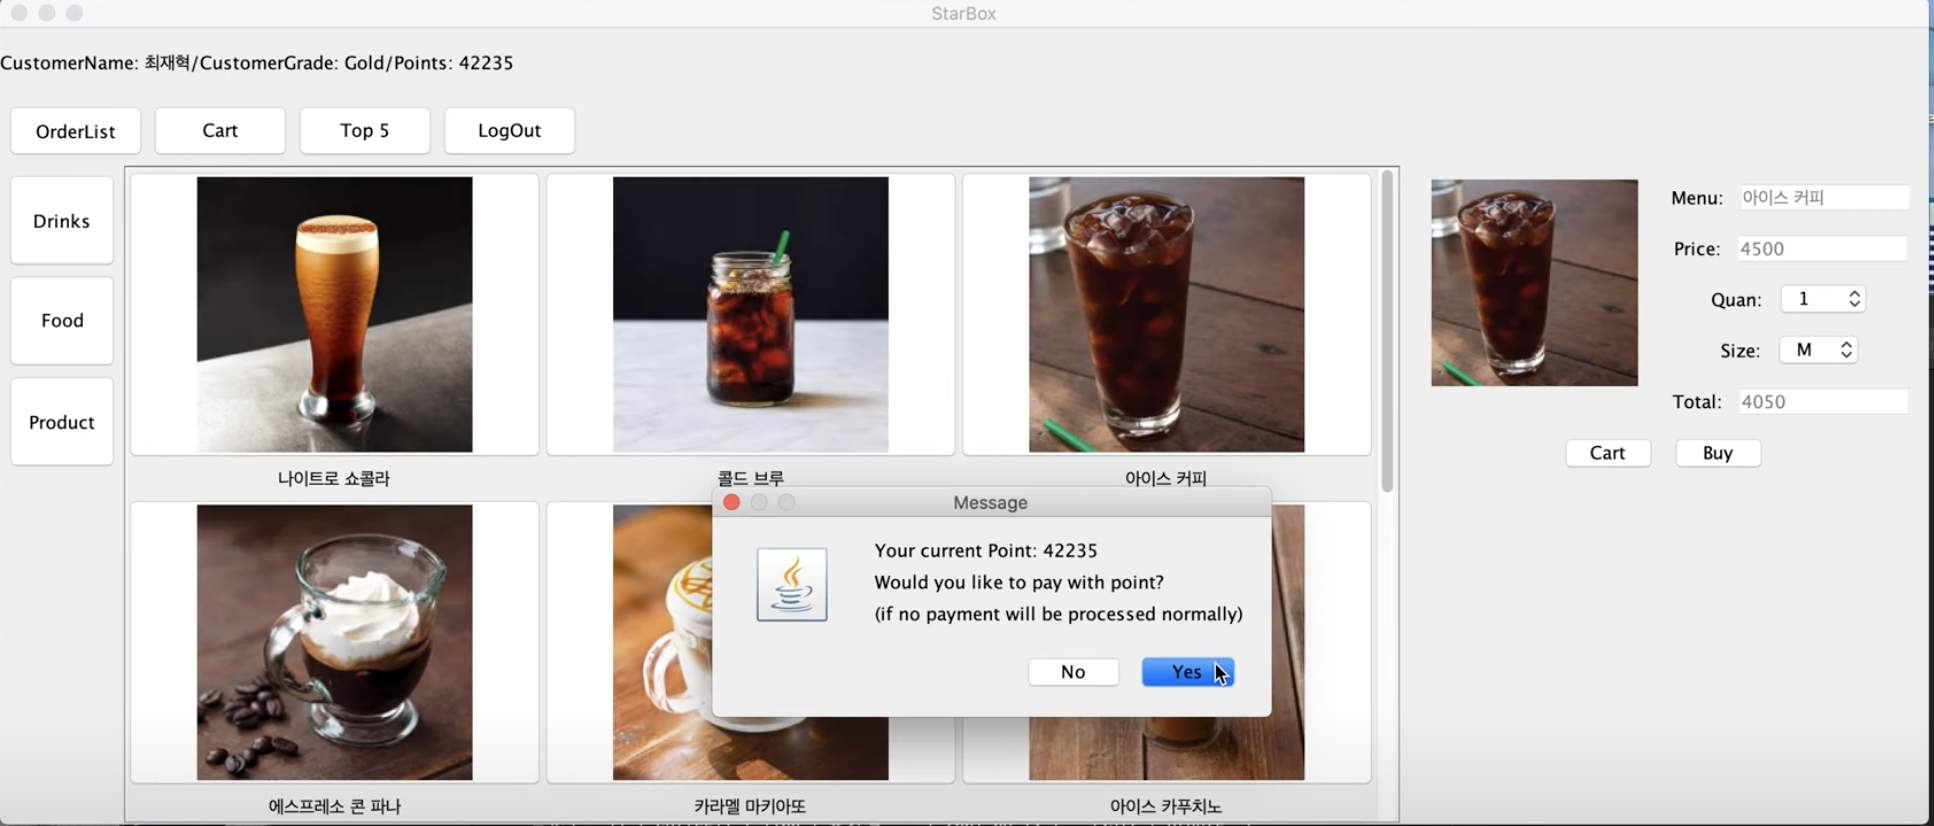 StarBox
CustomerName: 최재혁/CustomerGrade: Gold/Points: 42235
OrderList
Cart
Top 5
LogOut
Drinks
Food
Product
나이트로 쇼콜라
콜드 브루
아이스 커피
에스프레소 콘 파나
카라멜 마키아또
아이스 카푸치노
Menu: 아이스 커피
Price: 4500
Quan: 1
Size: M
Total: 4050
Cart
Buy
Message
Your current Point: 42235
Would you like to pay with point?
(if no payment will be processed normally)
No
Yes